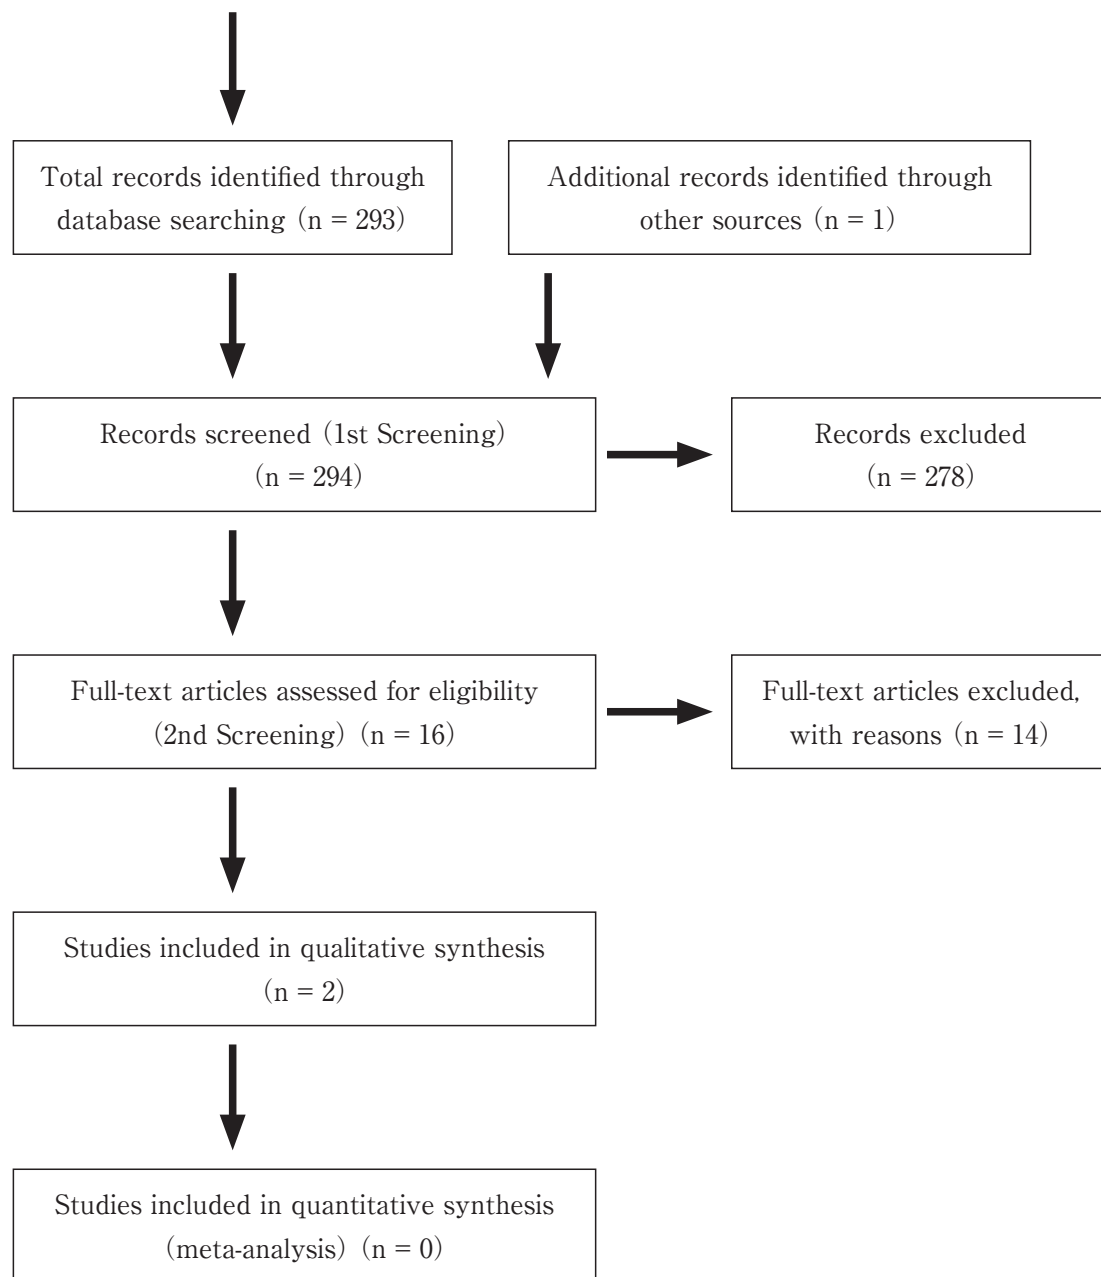 Total records identified through
database searching (n = 293)
Additional records identified through
other sources (n = 1)
Records screened (1st Screening)
(n = 294)
Records excluded
(n = 278)
Full-text articles assessed for eligibility
(2nd Screening) (n = 16)
Full-text articles excluded,
with reasons (n = 14)
Studies included in qualitative synthesis
(n = 2)
Studies included in quantitative synthesis
(meta-analysis) (n = 0)